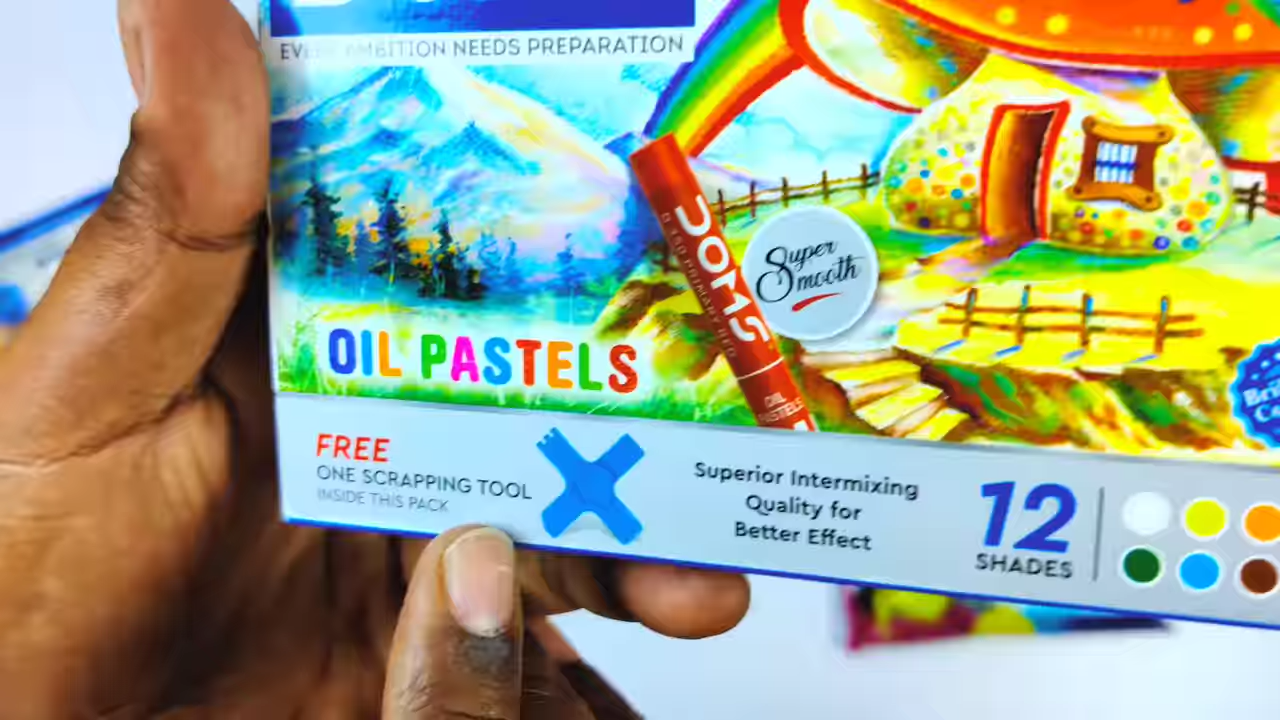 EVERY AMBITION NEEDS PREPARATION
DOMS
OIL
PASTELS
Super
Smooth
OIL PASTELS
FREE
ONE SCRAPPING TOOL
INSIDE THIS PACK
Superior Intermixing
Quality for
Better Effect
12
SHADES